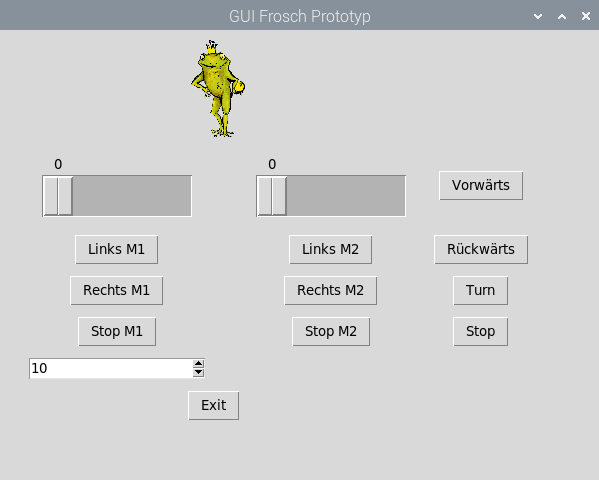 GUI Frosch Prototyp
0 0
Vorwärts
Links M1 Links M2 Rückwärts
Rechts M1 Rechts M2 Turn
Stop M1 Stop M2 Stop
10
Exit